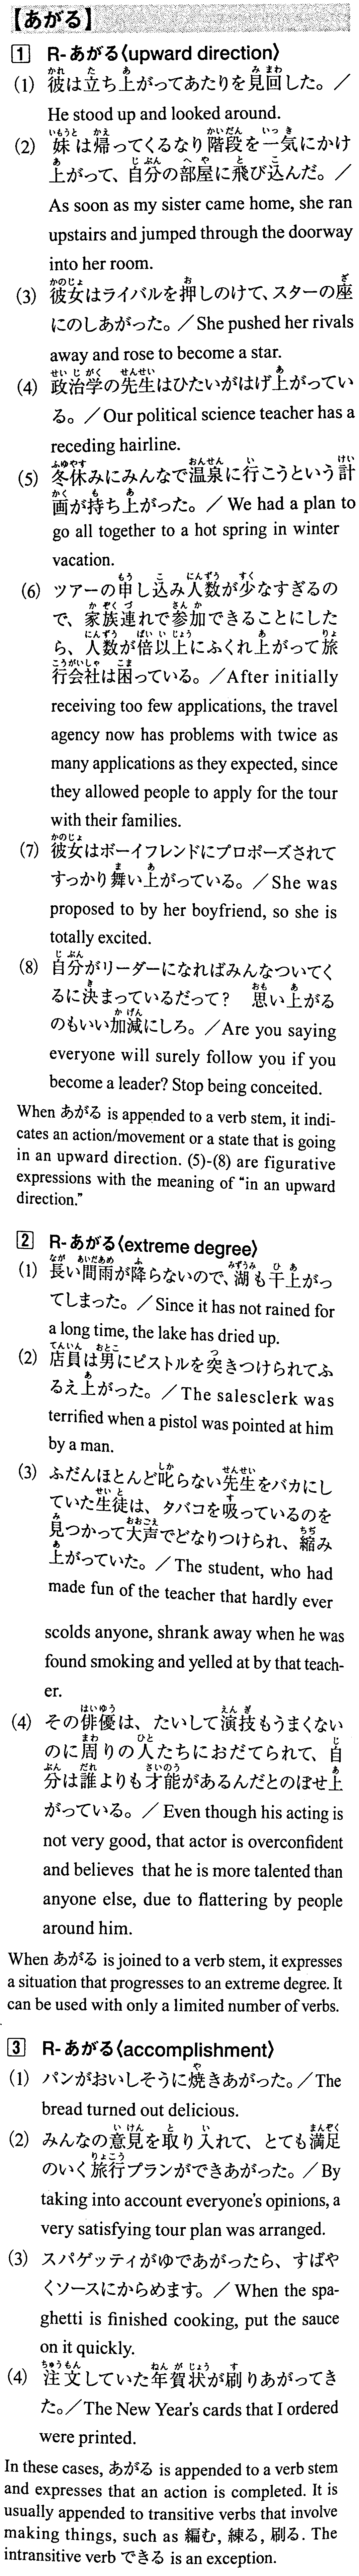 【あがる】
1 R-あがる〈upward direction〉
(1) 彼は立ち上がってあたりを見回した。／
He stood up and looked around.
(2) 妹は帰ってくるなり階段を一気にかけ
上がって、自分の部屋に飛び込んだ。／
As soon as my sister came home, she ran
upstairs and jumped through the doorway
into her room.
(3) 彼女はライバルを押しのけて、スターの座
にのしあがった。／She pushed her rivals
away and rose to become a star.
(4) 政治学の先生はひたいがはげ上がってい
る。／Our political science teacher has a
receding hairline.
(5) 冬休みにみんなで温泉に行こうという計
画が持ち上がった。／We had a plan to
go all together to a hot spring in winter
vacation.
(6) ツアーの申し込み人数が少なすぎるの
で、家族連れで参加できることにした
ら、人数が倍以上にふくれ上がって旅
行会社は困っている。／After initially
receiving too few applications, the travel
agency now has problems with twice as
many applications as they expected, since
they allowed people to apply for the tour
with their families.
(7) 彼女はボーイフレンドにプロポーズされて
すっかり舞い上がっている。／She was
proposed to by her boyfriend, so she is
totally excited.
(8) 自分がリーダーになればみんなついてく
るに決まっているだって？ 思い上がる
のもいい加減にしろ。／Are you saying
everyone will surely follow you if you
become a leader? Stop being conceited.
When あがる is appended to a verb stem, it indi-
cates an action/movement or a state that is going
in an upward direction. (5)-(8) are figurative
expressions with the meaning of “in an upward
direction.”
2 R-あがる〈extreme degree〉
(1) 長い間雨が降らないので、湖も干上がっ
てしまった。／Since it has not rained for
a long time, the lake has dried up.
(2) 店員は男にピストルを突きつけられてふ
るえ上がった。／The salesclerk was
terrified when a pistol was pointed at him
by a man.
(3) ふだんほとんど叱らない先生をバカにし
ていた生徒は、タバコを吸っているのを
見つかって大声でどなりつけられ、縮み
上がっていた。／The student, who had
made fun of the teacher that hardly ever
scolds anyone, shrank away when he was
found smoking and yelled at by that teach-
er.
(4) その俳優は、たいして演技もうまくない
のに周りの人たちにおだてられて、自
分は誰よりも才能があるんだとのぼせ上
がっている。／Even though his acting is
not very good, that actor is overconfident
and believes that he is more talented than
anyone else, due to flattering by people
around him.
When あがる is joined to a verb stem, it expresses
a situation that progresses to an extreme degree. It
can be used with only a limited number of verbs.
3 R-あがる〈accomplishment〉
(1) パンがおいしそうに焼きあがった。／The
bread turned out delicious.
(2) みんなの意見を取り入れて、とても満足
のいく旅行プランができあがった。／By
taking into account everyone's opinions, a
very satisfying tour plan was arranged.
(3) スパゲッティがゆであがったら、すばや
くソースにからめます。／When the spa-
ghetti is finished cooking, put the sauce
on it quickly.
(4) 注文していた年賀状が刷りあがってき
た。／The New Year's cards that I ordered
were printed.
In these cases, あがる is appended to a verb stem
and expresses that an action is completed. It is
usually appended to transitive verbs that involve
making things, such as 編む, 練る, 刷る. The
intransitive verb できる is an exception.